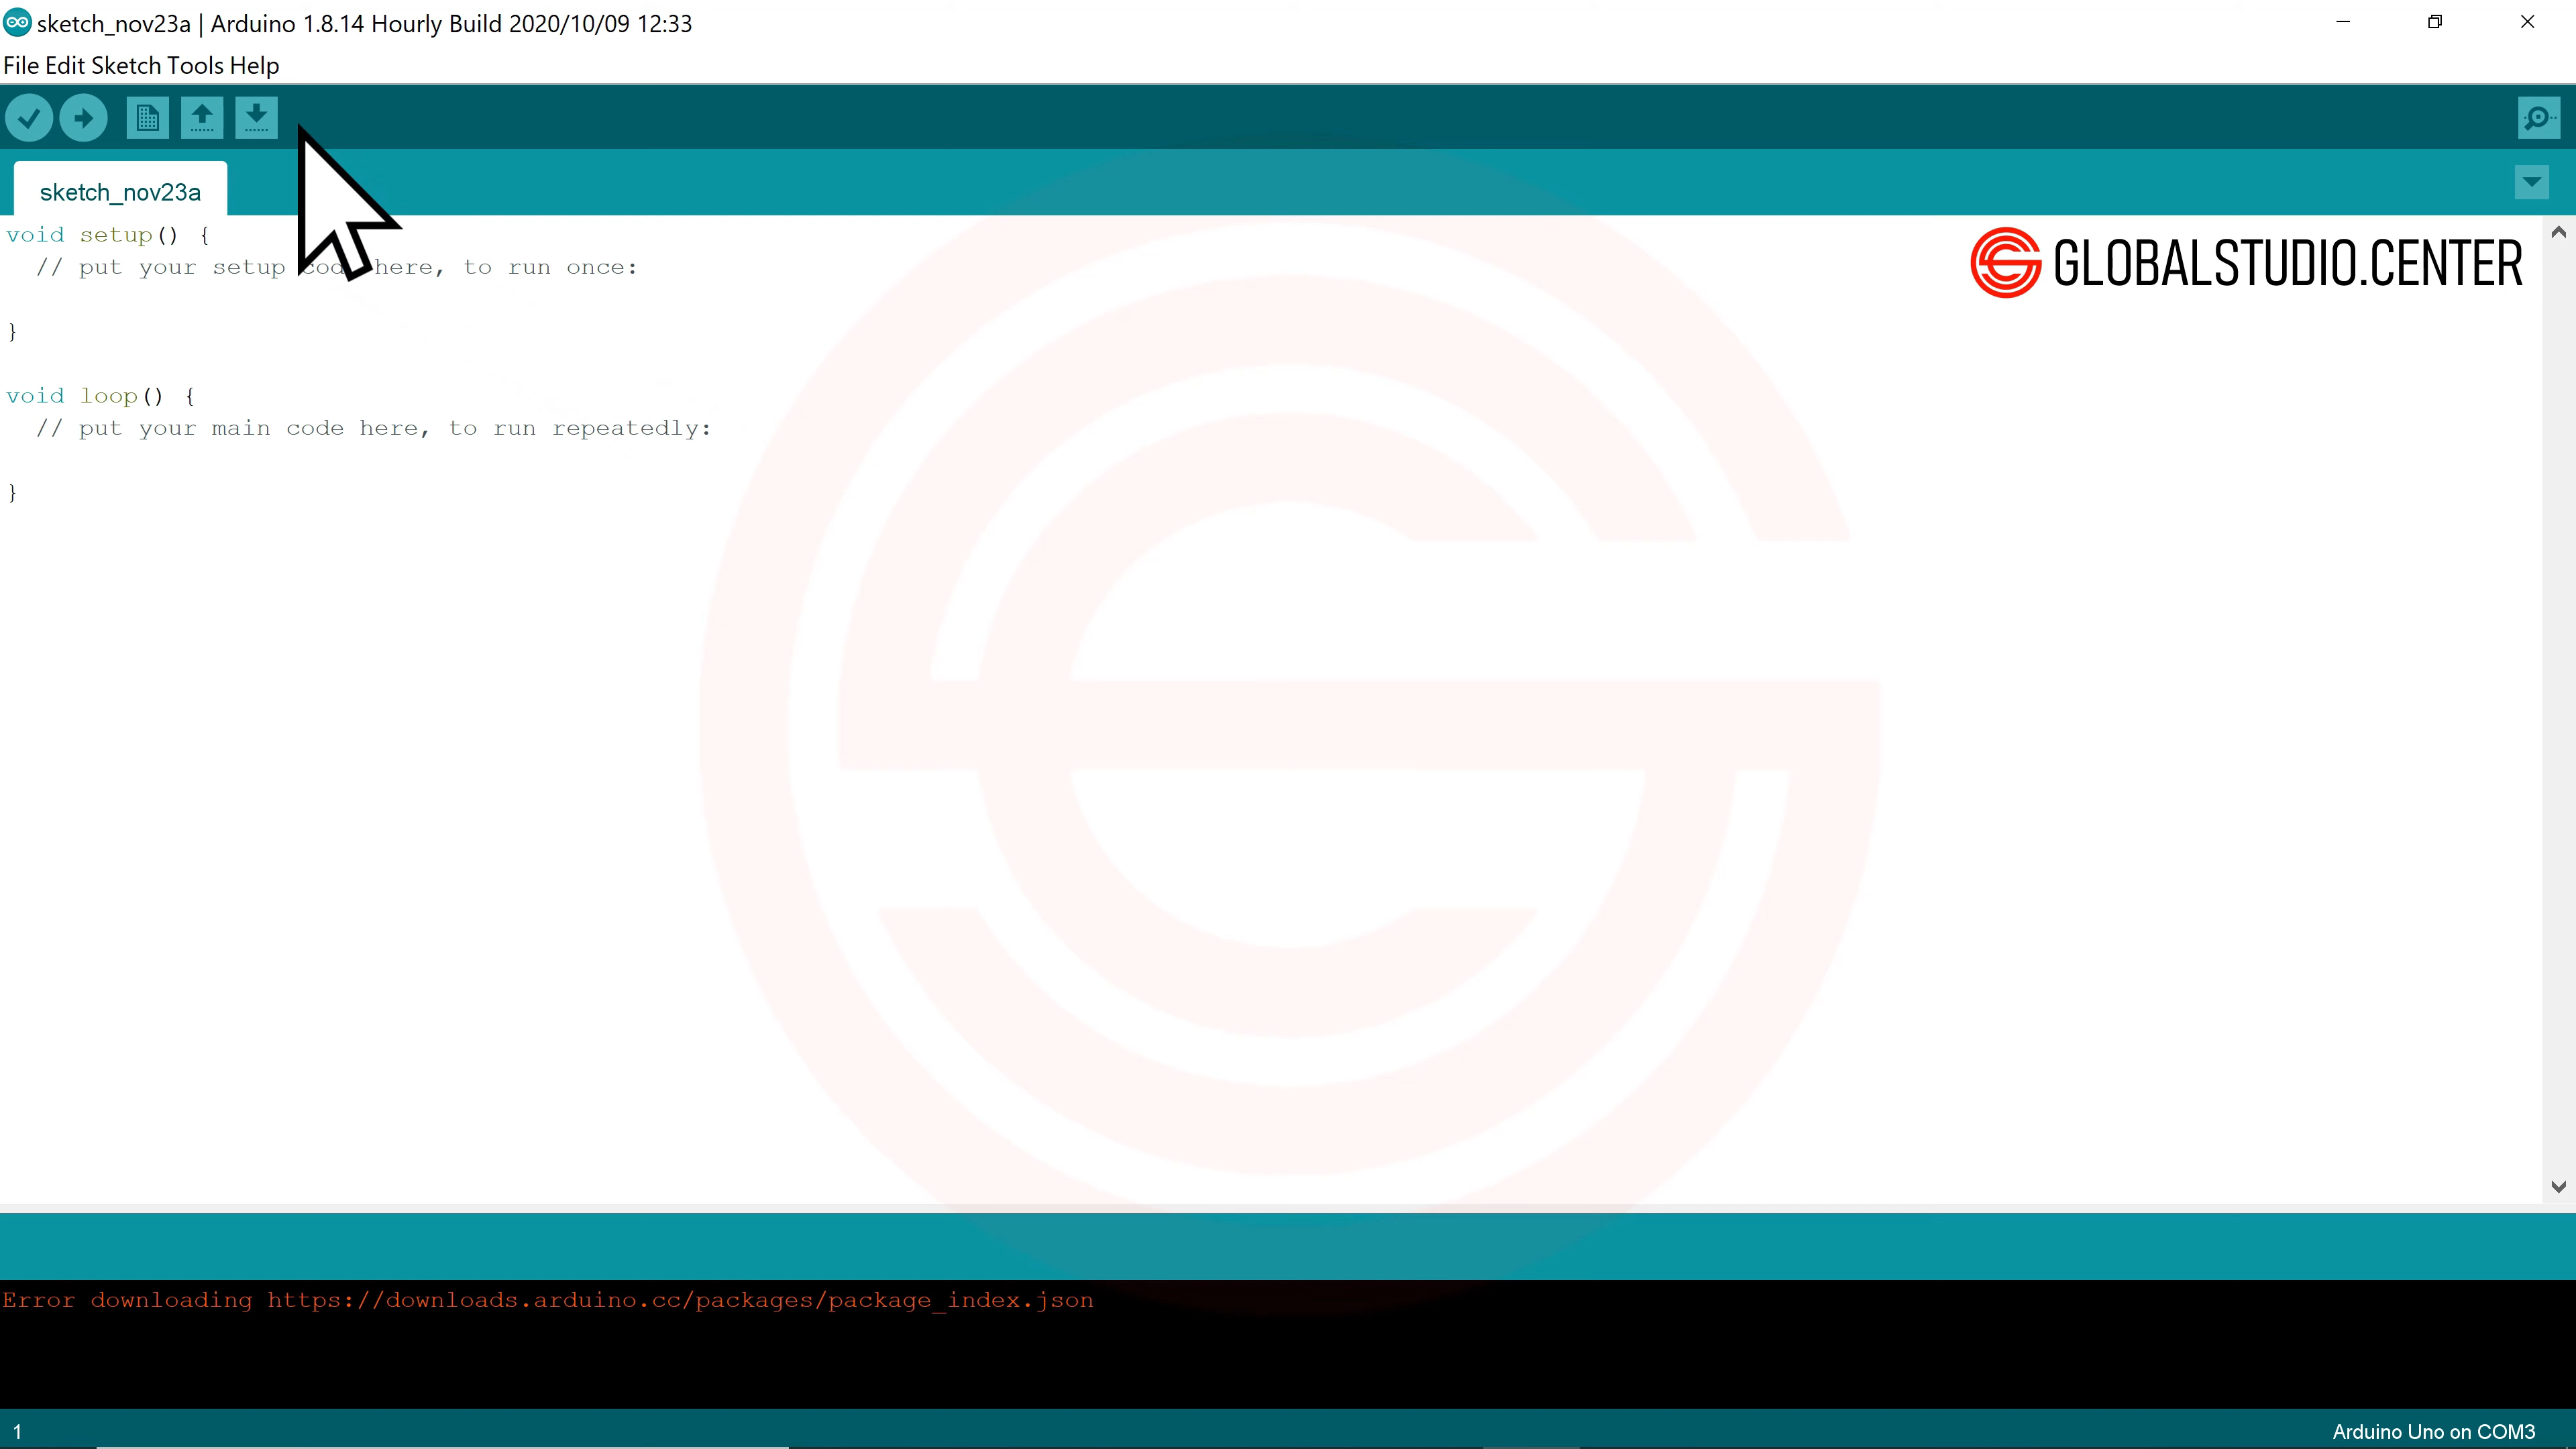 sketch_nov23a | Arduino 1.8.14 Hourly Build 2020/10/09 12:33
File Edit Sketch Tools Help
sketch_nov23a
GLOBALSTUDIO.CENTER
void setup() {
  // put your setup code here, to run once:
}
void loop() {
  // put your main code here, to run repeatedly:
}
Error downloading https://downloads.arduino.cc/packages/package_index.json
1
Arduino Uno on COM3